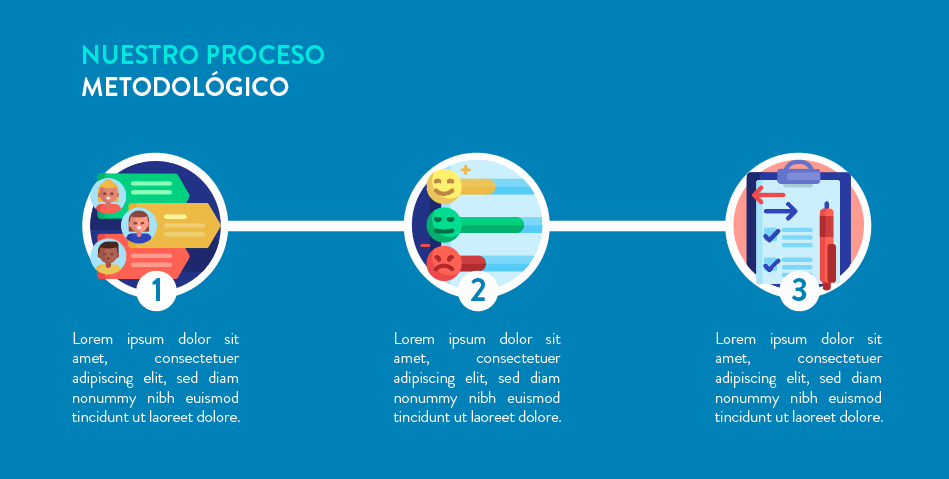 NUESTRO PROCESO
METODOLÓGICO
1
Lorem ipsum dolor sit
amet, consectetuer
adipiscing elit, sed diam
nonummy nibh euismod
tincidunt ut laoreet dolore.
2
Lorem ipsum dolor sit
amet, consectetuer
adipiscing elit, sed diam
nonummy nibh euismod
tincidunt ut laoreet dolore.
3
Lorem ipsum dolor sit
amet, consectetuer
adipiscing elit, sed diam
nonummy nibh euismod
tincidunt ut laoreet dolore.